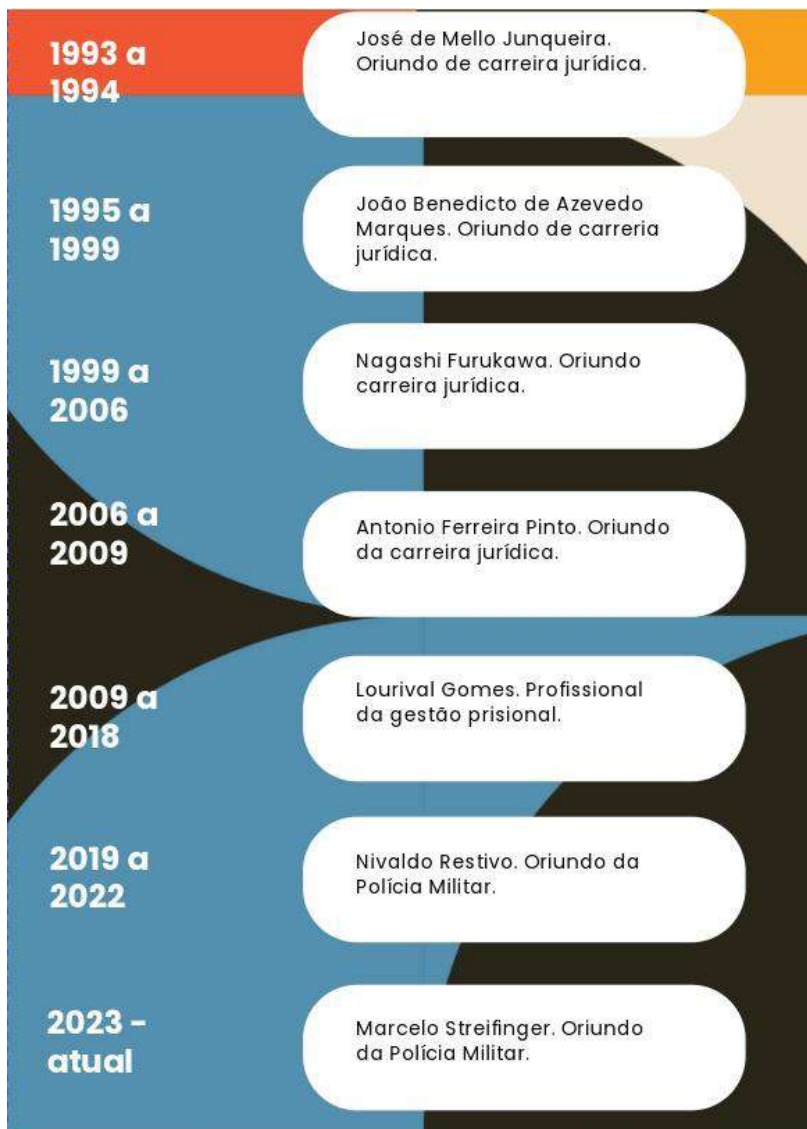 1993 a
1994
José de Mello Junqueira.
Oriundo de carreira jurídica.
1995 a
1999
João Benedicto de Azevedo
Marques. Oriundo de carreria
jurídica.
1999 a
2006
Nagashi Furukawa. Oriundo
carreira jurídica.
2006 a
2009
Antonio Ferreira Pinto. Oriundo
da carreira jurídica.
2009 a
2018
Lourival Gomes. Profissional
da gestão prisional.
2019 a
2022
Nivaldo Restivo. Oriundo da
Polícia Militar.
2023 -
atual
Marcelo Streifinger. Oriundo
da Polícia Militar.